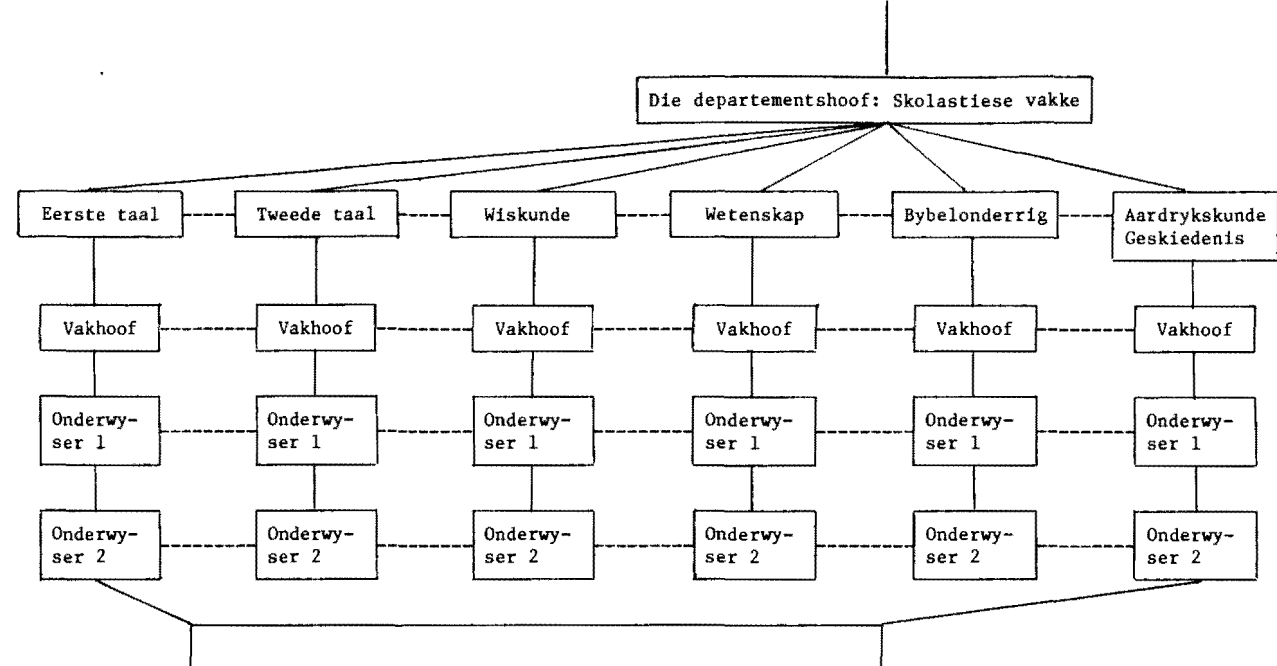 Die departementshoof: Skolastiese vakke
Eerste taal
Tweede taal
Wiskunde
Wetenskap
Bybelonderrig
Aardrykskunde
Geskiedenis
Vakhoof
Vakhoof
Vakhoof
Vakhoof
Vakhoof
Vakhoof
Onderwy-
ser 1
Onderwy-
ser 1
Onderwy-
ser 1
Onderwy-
ser 1
Onderwy-
ser 1
Onderwy-
ser 1
Onderwy-
ser 2
Onderwy-
ser 2
Onderwy-
ser 2
Onderwy-
ser 2
Onderwy-
ser 2
Onderwy-
ser 2